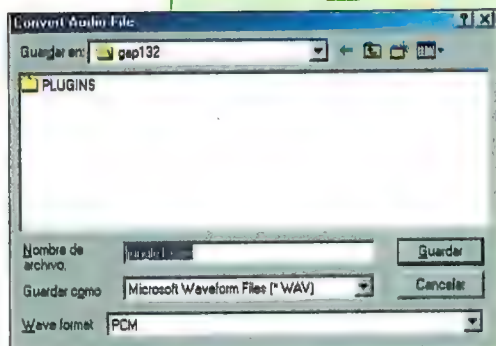 Convert Audio File
Guardar en: gap132
PLUGINS
Nombre de archivo:
Guardar
Guardar como Microsoft Waveform Files (*.WAV)
Cancelar
Wave format PCM